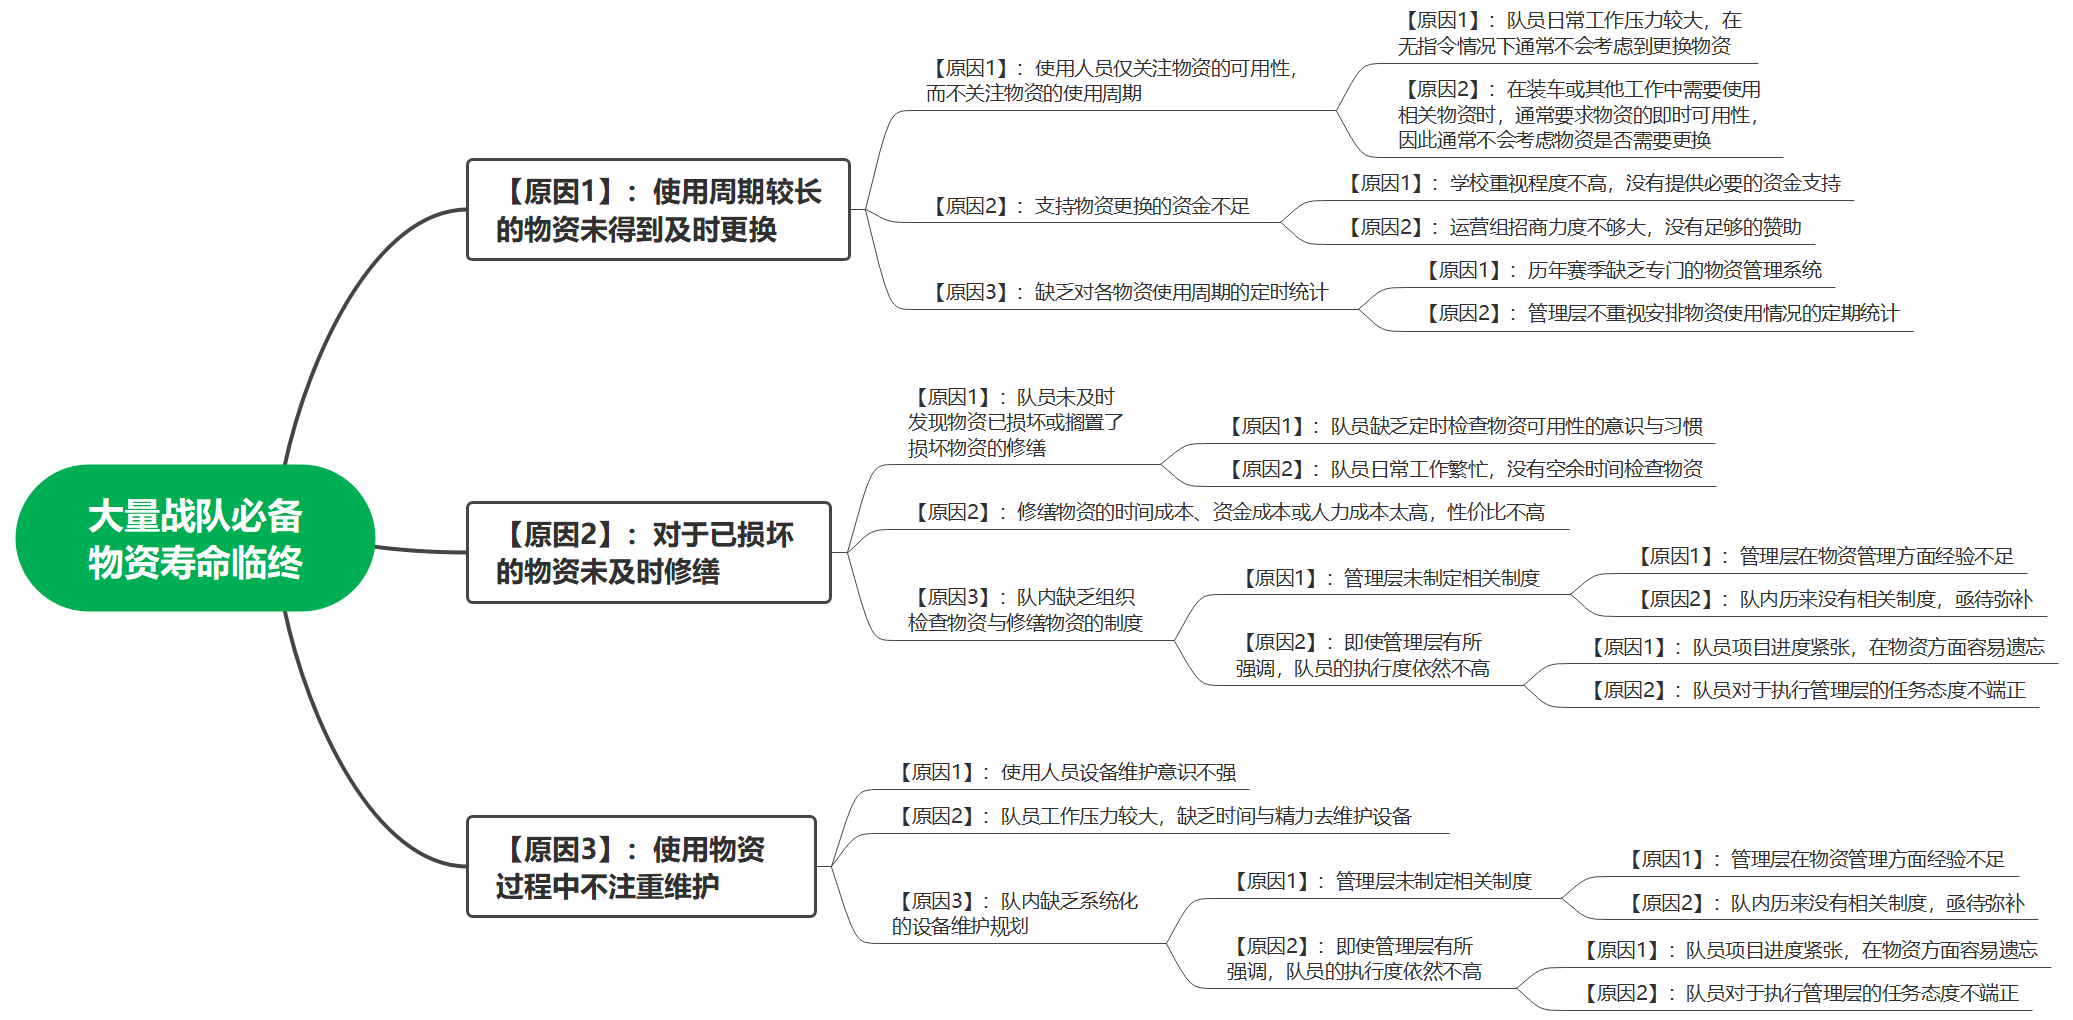 大量战队必备
物资寿命临终
【原因1】：使用周期较长
的物资未得到及时更换
【原因1】：使用人员仅关注物资的可用性，
而不关注物资的使用周期
【原因1】：队员日常工作压力较大，在
无指令情况下通常不会考虑到更换物资
【原因2】：在装车或其他工作中需要使用
相关物资时，通常要求物资的即时可用性，
因此通常不会考虑物资是否需要更换
【原因2】：支持物资更换的资金不足
【原因1】：学校重视程度不高，没有提供必要的资金支持
【原因2】：运营组招商力度不够大，没有足够的赞助
【原因3】：缺乏对各物资使用周期的定时统计
【原因1】：历年赛季缺乏专门的物资管理系统
【原因2】：管理层不重视安排物资使用情况的定期统计
【原因2】：对于已损坏
的物资未及时修缮
【原因1】：队员未及时
发现物资已损坏或搁置了
损坏物资的修缮
【原因1】：队员缺乏定时检查物资可用性的意识与习惯
【原因2】：队员日常工作繁忙，没有空余时间检查物资
【原因2】：修缮物资的时间成本、资金成本或人力成本太高，性价比不高
【原因3】：队内缺乏组织
检查物资与修缮物资的制度
【原因1】：管理层未制定相关制度
【原因1】：管理层在物资管理方面经验不足
【原因2】：队内历来没有相关制度，亟待弥补
【原因2】：即使管理层有所
强调，队员的执行度依然不高
【原因1】：队员项目进度紧张，在物资方面容易遗忘
【原因2】：队员对于执行管理层的任务态度不端正
【原因3】：使用物资
过程中不注重维护
【原因1】：使用人员设备维护意识不强
【原因2】：队员工作压力较大，缺乏时间与精力去维护设备
【原因3】：队内缺乏系统化
的设备维护规划
【原因1】：管理层未制定相关制度
【原因1】：管理层在物资管理方面经验不足
【原因2】：队内历来没有相关制度，亟待弥补
【原因2】：即使管理层有所
强调，队员的执行度依然不高
【原因1】：队员项目进度紧张，在物资方面容易遗忘
【原因2】：队员对于执行管理层的任务态度不端正